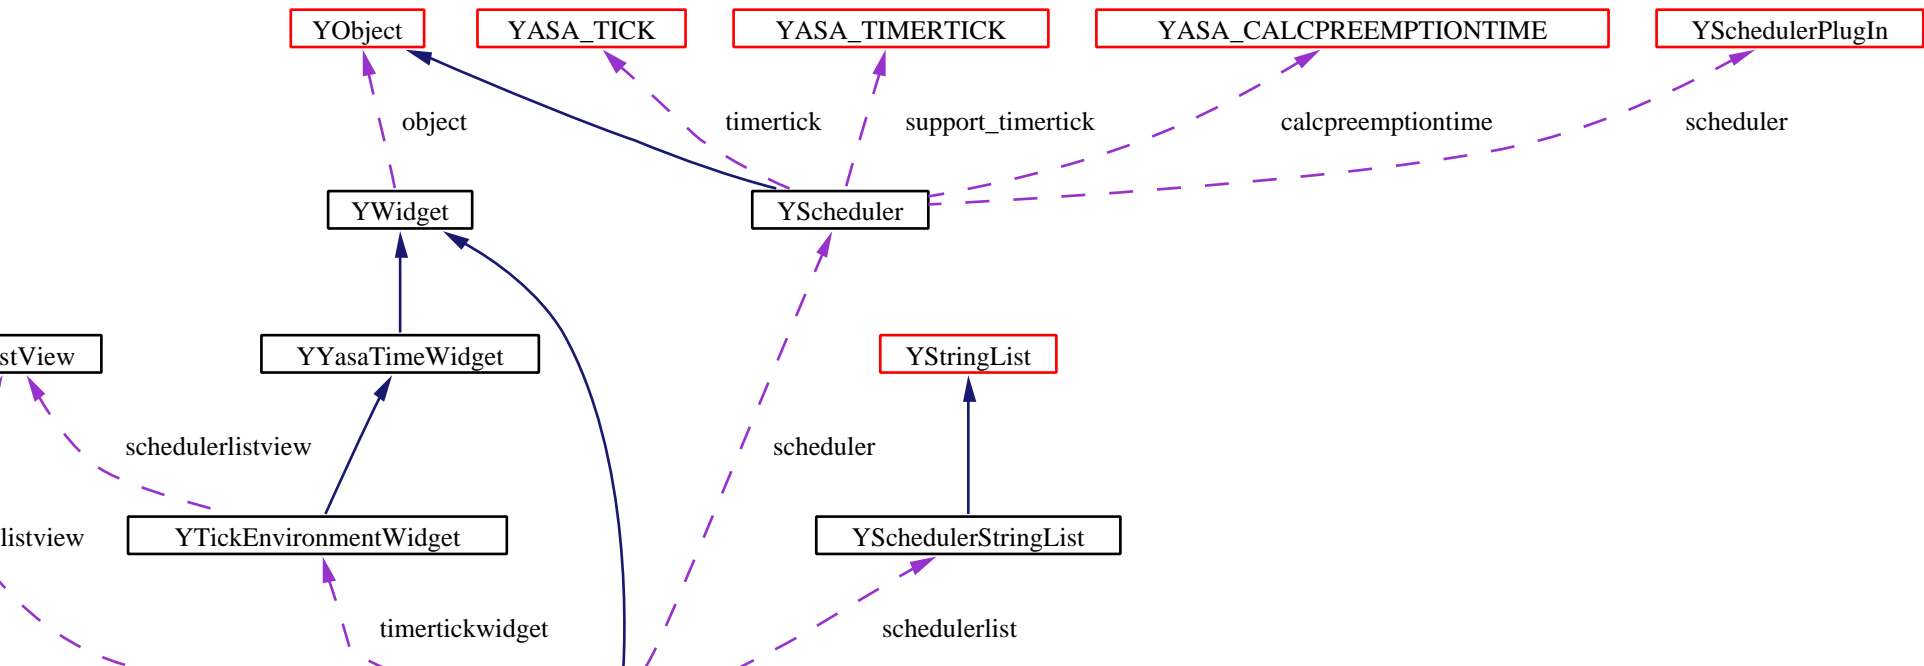 YObject
YASA_TICK
YASA_TIMERTICK
YASA_CALCPREEMPTIONTIME
YSchedulerPlugIn
object
timertick
support_timertick
calcpreemptiontime
scheduler
YWidget
YScheduler
stView
YYasaTimeWidget
YStringList
schedulerlistview
scheduler
listview
YTickEnvironmentWidget
YSchedulerStringList
timertickwidget
schedulerlist